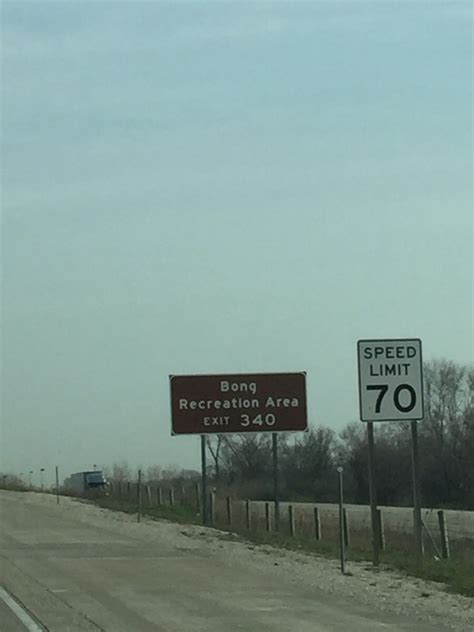 Bong
Recreation Area
EXIT 340
SPEED
LIMIT
70